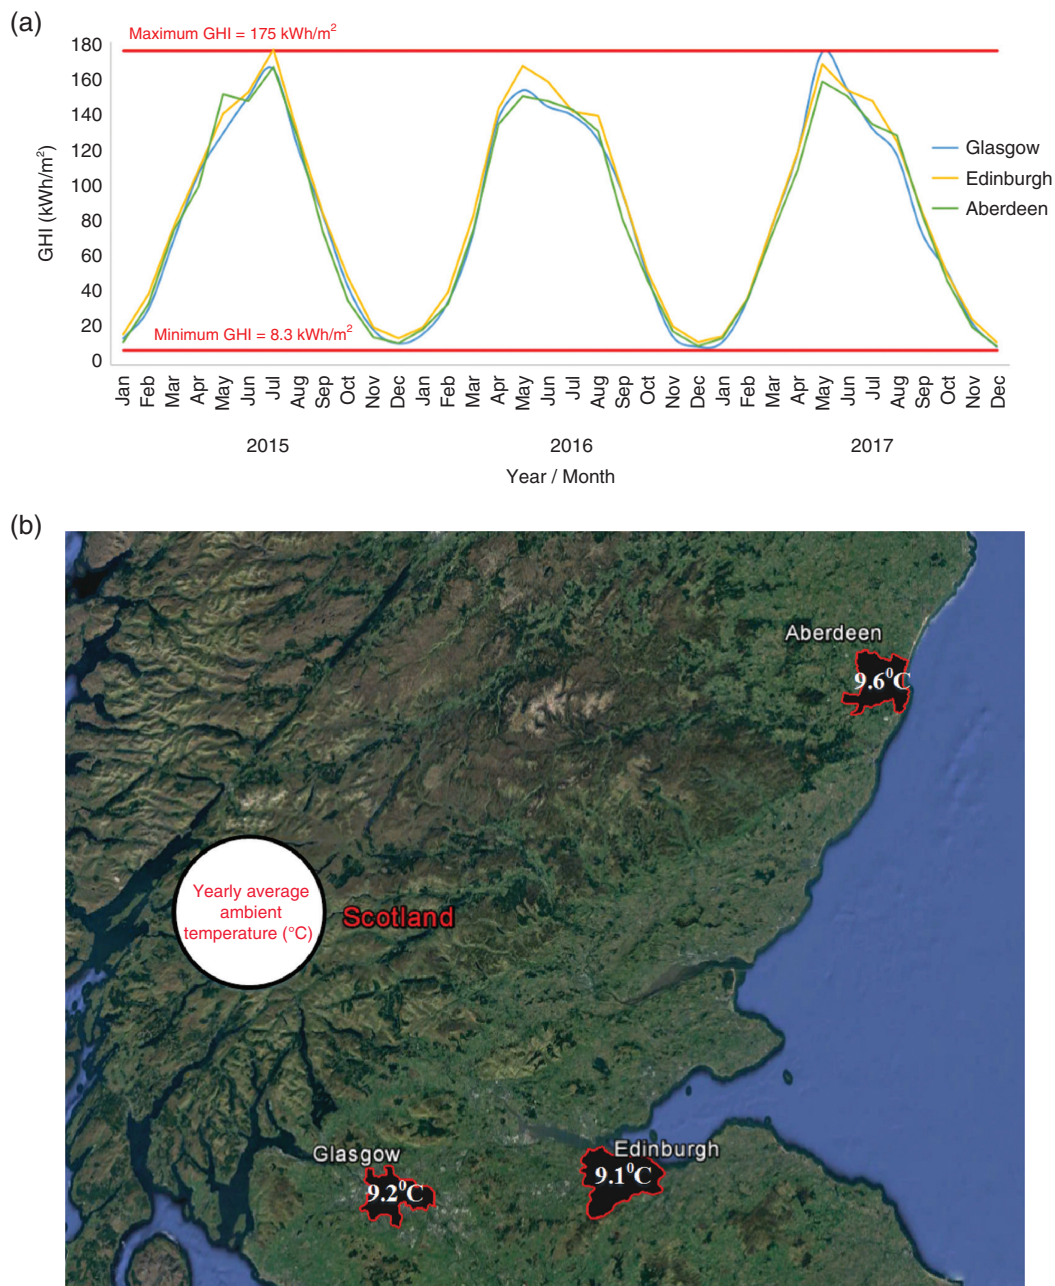 (a)
Maximum GHI = 175 kWh/m²
180
160
140
120
100
80
60
40
20
0
GHI (kWh/m²)
Glasgow
Edinburgh
Aberdeen
Minimum GHI = 8.3 kWh/m²
Jan Feb Mar Apr May Jun Jul Aug Sep Oct Nov Dec Jan Feb Mar Apr May Jun Jul Aug Sep Oct Nov Dec Jan Feb Mar Apr May Jun Jul Aug Sep Oct Nov Dec
2015 2016 2017
Year / Month
(b)
Aberdeen
9.6⁰C
Yearly average
ambient
temperature (°C)
Scotland
Glasgow
9.2⁰C
Edinburgh
9.1⁰C